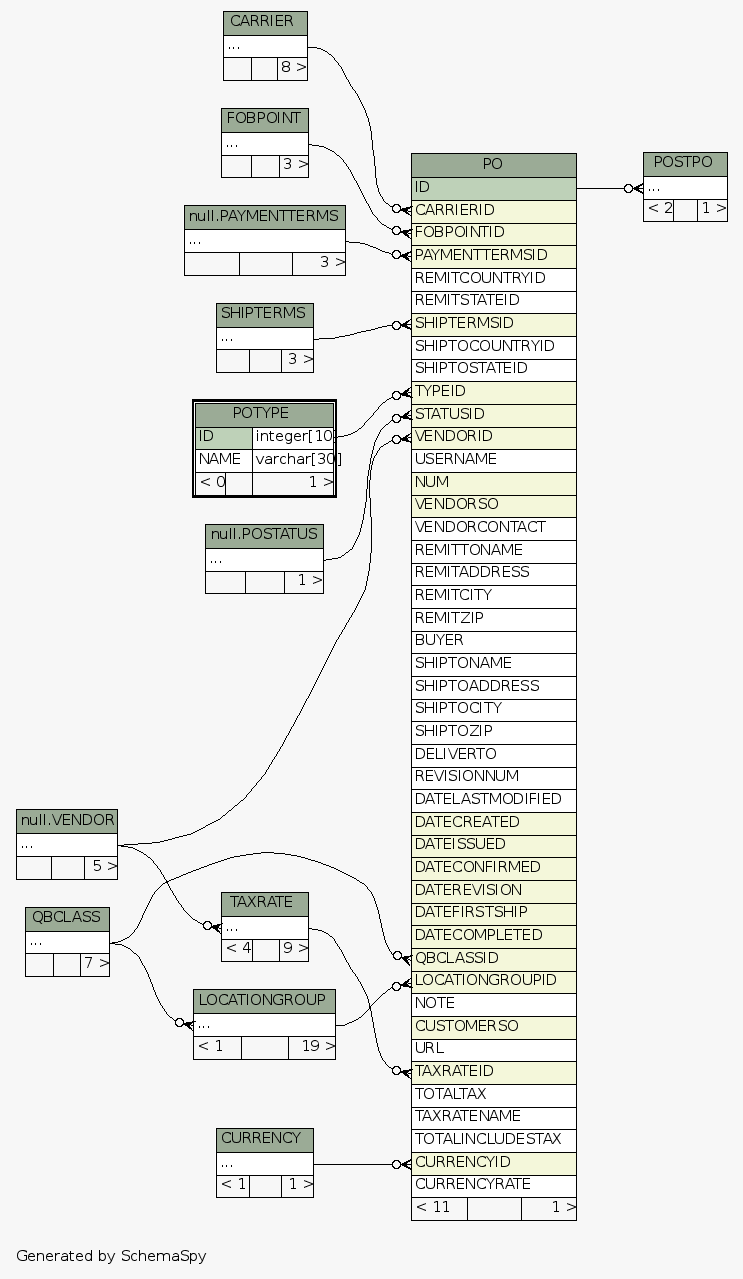 CARRIER
...
8 >
FOBPOINT
...
3 >
null.PAYMENTTERMS
...
3 >
SHIPTERMS
...
3 >
POTYPE
ID integer[10
NAME varchar[30]
< 0 1 >
null.POSTATUS
...
1 >
null.VENDOR
...
5 >
QBCLASS
...
7 >
TAXRATE
...
< 4 9 >
LOCATIONGROUP
...
< 1 19 >
CURRENCY
...
< 1 1 >
PO
ID
CARRIERID
FOBPOINTID
PAYMENTTERMSID
REMITCOUNTRYID
REMITSTATEID
SHIPTERMSID
SHIPTOCOUNTRYID
SHIPTOSTATEID
TYPEID
STATUSID
VENDORID
USERNAME
NUM
VENDORSO
VENDORCONTACT
REMITTONAME
REMITADDRESS
REMITCITY
REMITZIP
BUYER
SHIPTONAME
SHIPTOADDRESS
SHIPTOCITY
SHIPTOZIP
DELIVERTO
REVISIONNUM
DATELASTMODIFIED
DATECREATED
DATEISSUED
DATECONFIRMED
DATEREVISION
DATEFIRSTSHIP
DATECOMPLETED
QBCLASSID
LOCATIONGROUPID
NOTE
CUSTOMERSO
URL
TAXRATEID
TOTALTAX
TAXRATENAME
TOTALINCLUDESTAX
CURRENCYID
CURRENCYRATE
< 11 1 >
POSTPO
...
< 2 1 >
Generated by SchemaSpy